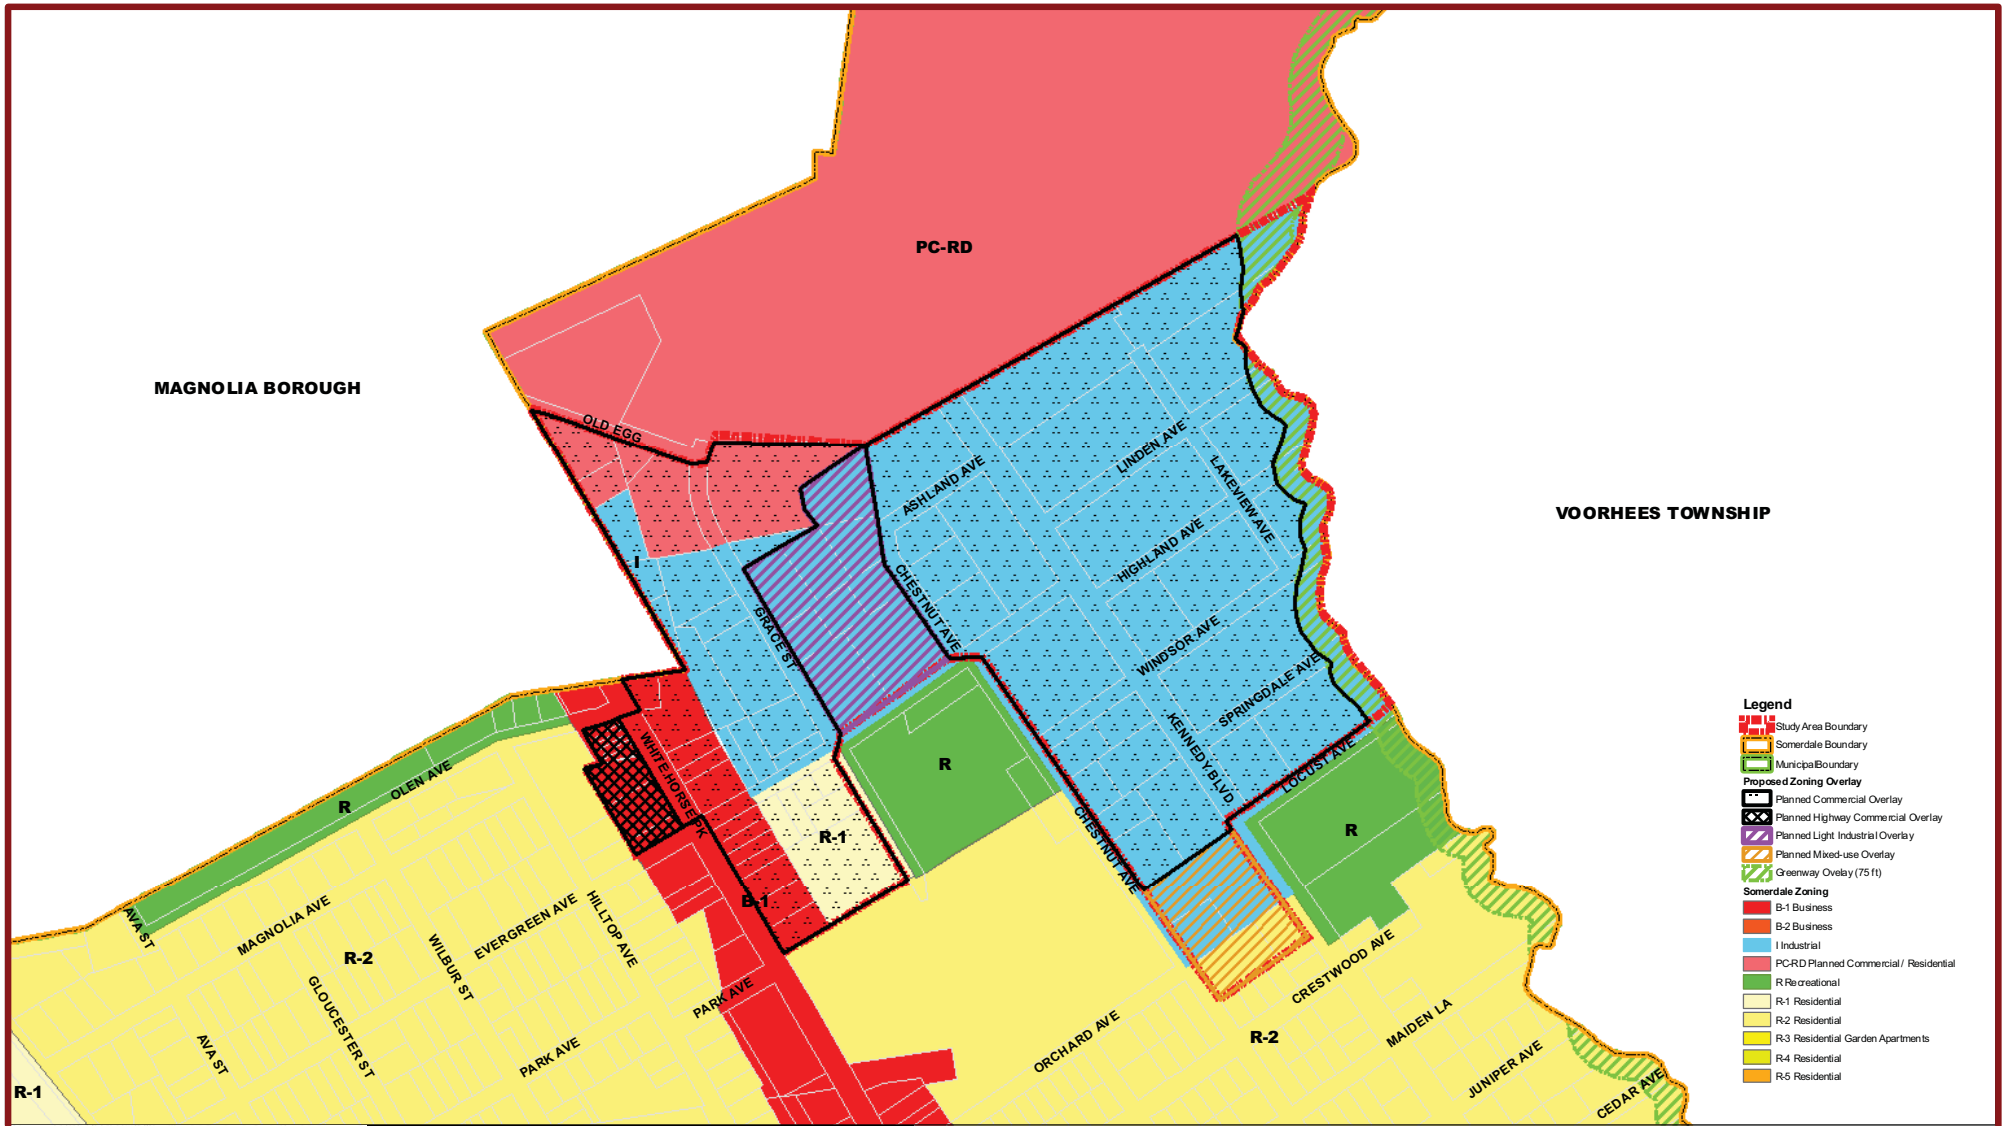 PC-RD
MAGNOLIA BOROUGH
OLD EGG
VOORHEES TOWNSHIP
LINDEN AVE
ASHLAND AVE
LAKEVIEW AVE
HIGHLAND AVE
I
CHESTNUT AVE
GRACE ST
WINDSOR AVE
SPRINGDALE AVE
KENNEDY BLVD
WHITE HORSE PK
LOCUST AVE
R
OLEN AVE
R
R-1
R
CHESTNUT AVE
B-1
AVA ST
MAGNOLIA AVE
EVERGREEN AVE
HILLTOP AVE
R-2
WILBUR ST
GLOUCESTER ST
PARK AVE
CRESTWOOD AVE
AVA ST
PARK AVE
ORCHARD AVE
R-2
MAIDEN LA
JUNIPER AVE
CEDAR AVE
R-1
Legend
Study Area Boundary
Somerdale Boundary
MunicipalBoundary
Proposed Zoning Overlay
Planned Commercial Overlay
Planned Highway Commercial Overlay
Planned Light Industrial Overlay
Planned Mixed-use Overlay
Greenway Ovelay (75 ft)
Somerdale Zoning
B-1 Business
B-2 Business
I Industrial
PC-RD Planned Commercial / Residential
R Recreational
R-1 Residential
R-2 Residential
R-3 Residential Garden Apartments
R-4 Residential
R-5 Residential